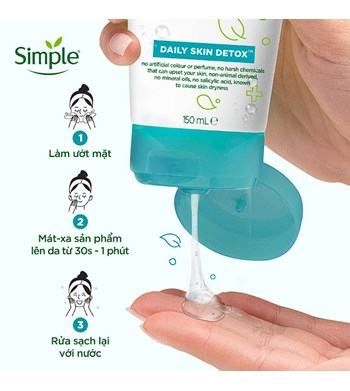 Simple
DAILY SKIN DETOX™
no artificial colour or perfume, no harsh chemicals
that can upset your skin, non-animal derived,
no mineral oils, no salicylic acid, known
to cause skin dryness
150 mL ℮
1
Làm ướt mặt
2
Mát-xa sản phẩm
lên da từ 30s - 1 phút
3
Rửa sạch lại
với nước